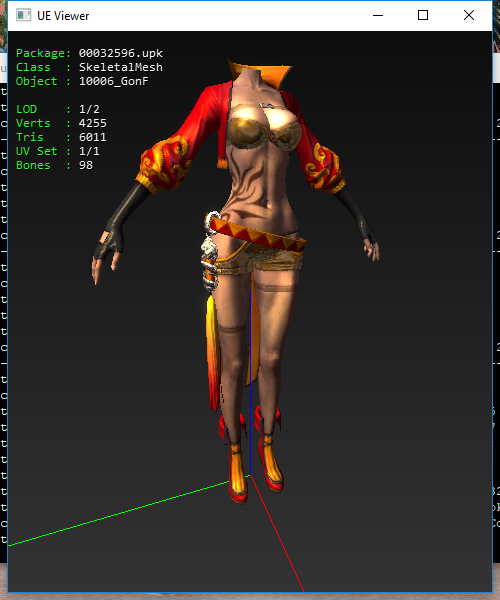 UE Viewer
Package: 00032596.upk
Class : SkeletalMesh
Object : 10006_GonF
LOD : 1/2
Verts : 4255
Tris : 6011
UV Set : 1/1
Bones : 98